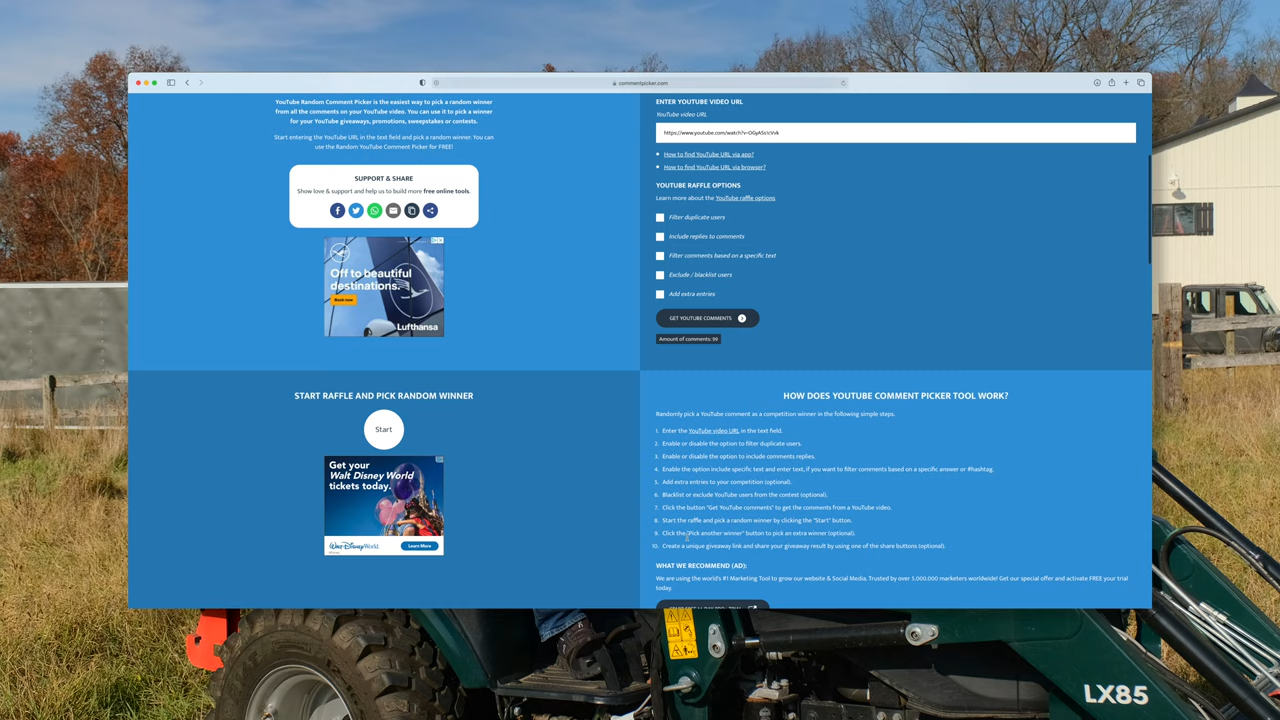 commentpicker.com
YouTube Random Comment Picker is the easiest way to pick a random winner
from all the comments on your YouTube video. You can use it to pick a winner
for your YouTube giveaways, promotions, sweepstakes or contests.
Start entering the YouTube URL in the text field and pick a random winner. You can
use the Random YouTube Comment Picker for FREE!
SUPPORT & SHARE
Show love & support and help us to build more free online tools.
Off to beautiful
destinations.
Book now
Lufthansa
ENTER YOUTUBE VIDEO URL
YouTube video URL
How to find YouTube URL via app?
How to find YouTube URL via browser?
YOUTUBE RAFFLE OPTIONS
Learn more about the YouTube raffle options
Filter duplicate users
Include replies to comments
Filter comments based on a specific text
Exclude / blacklist users
Add extra entries
GET YOUTUBE COMMENTS
Amount of comments: 99
START RAFFLE AND PICK RANDOM WINNER
Start
Get your
Walt Disney World
tickets today.
Walt Disney World
Learn More
HOW DOES YOUTUBE COMMENT PICKER TOOL WORK?
Randomly pick a YouTube comment as a competition winner in the following simple steps.
1. Enter the YouTube video URL in the text field.
2. Enable or disable the option to filter duplicate users.
3. Enable or disable the option to include comments replies.
4. Enable the option include specific text and enter text, if you want to filter comments based on a specific answer or #hashtag.
5. Add extra entries to your competition (optional).
6. Blacklist or exclude YouTube users from the contest (optional).
7. Click the button "Get YouTube comments" to get the comments from a YouTube video.
8. Start the raffle and pick a random winner by clicking the "Start" button.
9. Click the "Pick another winner" button to pick an extra winner (optional).
10. Create a unique giveaway link and share your giveaway result by using one of the share buttons (optional).
WHAT WE RECOMMEND (AD):
We are using the world's #1 Marketing Tool to grow our website & Social Media. Trusted by over 5.000.000 marketers worldwide! Get our special offer and activate FREE your trial
today.
LX85